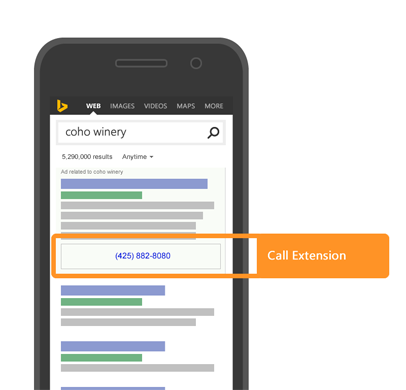 WEB IMAGES VIDEOS MAPS MORE
coho winery
5,290,000 results Anytime
Ad related to coho winery
(425) 882-8080 Call Extension